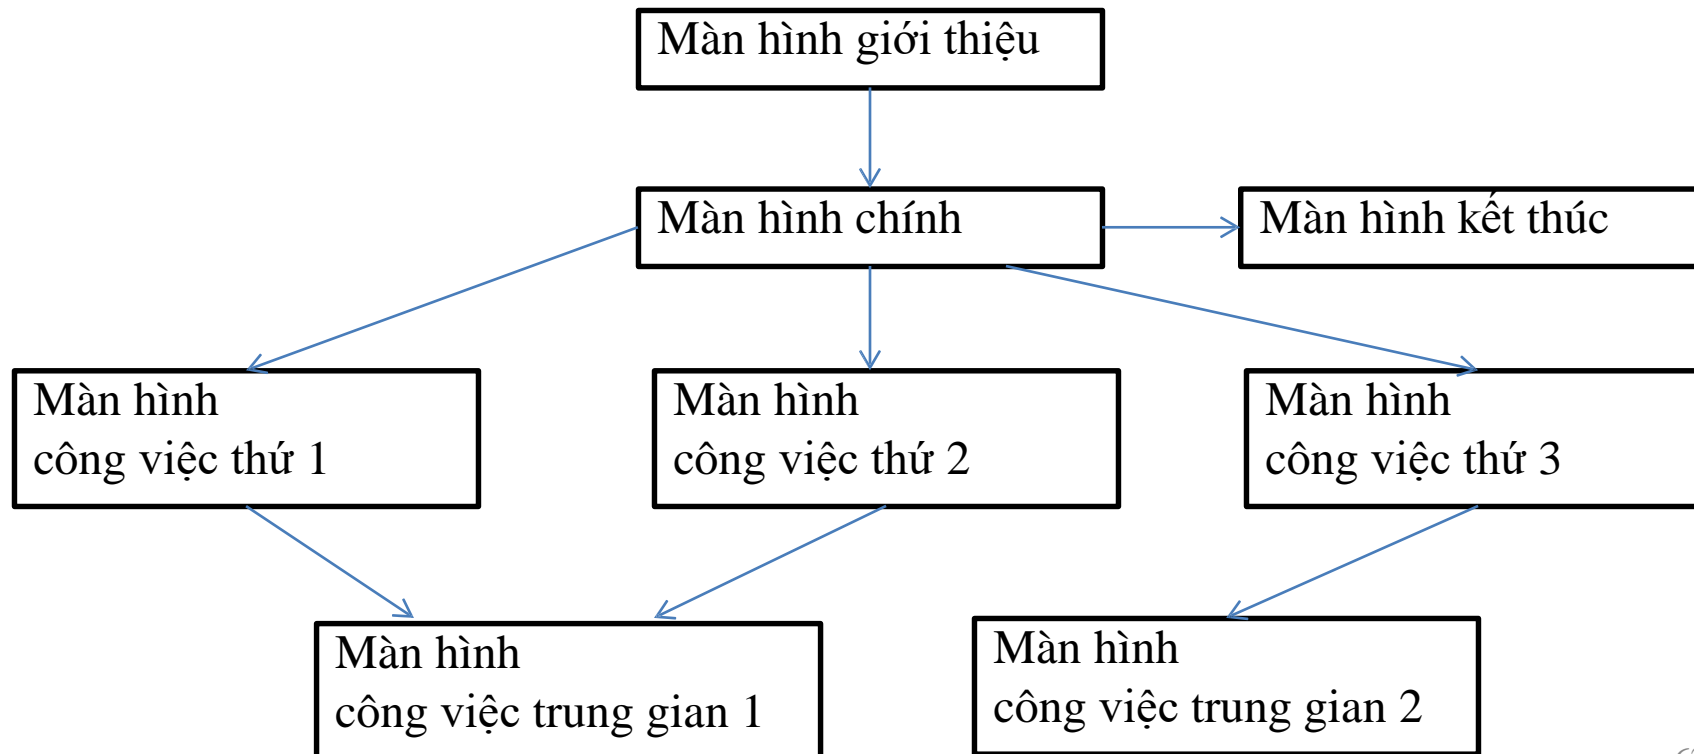 Màn hình giới thiệu
Màn hình chính
Màn hình kết thúc
Màn hình
công việc thứ 1
Màn hình
công việc thứ 2
Màn hình
công việc thứ 3
Màn hình
công việc trung gian 1
Màn hình
công việc trung gian 2